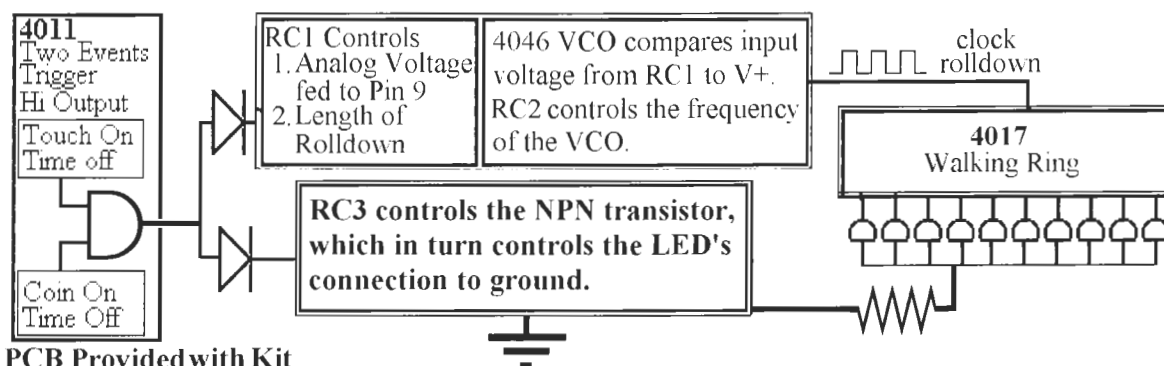 4011
Two Events
Trigger
Hi Output
Touch On
Time off
Coin On
Time Off
PCB Provided with Kit
RC1 Controls
1. Analog Voltage
fed to Pin 9
2. Length of
Rolldown
4046 VCO compares input
voltage from RC1 to V+.
RC2 controls the frequency
of the VCO.
RC3 controls the NPN transistor,
which in turn controls the LED's
connection to ground.
clock
rolldown
4017
Walking Ring